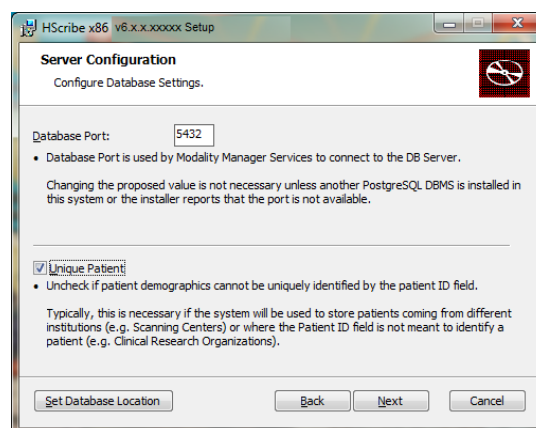 HScribe x86 v6.x.x.xxxxx Setup
Server Configuration
Configure Database Settings.
Database Port: 5432
• Database Port is used by Modality Manager Services to connect to the DB Server.
Changing the proposed value is not necessary unless another PostgreSQL DBMS is installed in
this system or the installer reports that the port is not available.
Unique Patient
• Uncheck if patient demographics cannot be uniquely identified by the patient ID field.
Typically, this is necessary if the system will be used to store patients coming from different
institutions (e.g. Scanning Centers) or where the Patient ID field is not meant to identify a
patient (e.g. Clinical Research Organizations).
Set Database Location Back Next Cancel